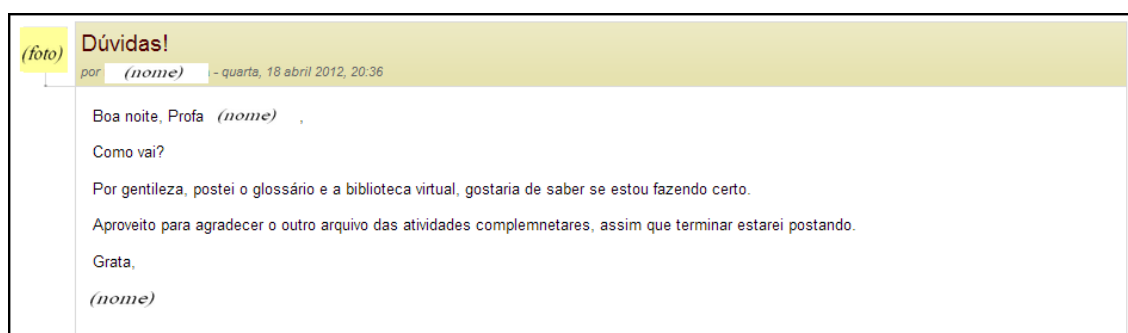 (foto)
Dúvidas!
por (nome) - quarta, 18 abril 2012, 20:36
Boa noite, Profa (nome) ,
Como vai?
Por gentileza, postei o glossário e a biblioteca virtual, gostaria de saber se estou fazendo certo.
Aproveito para agradecer o outro arquivo das atividades complemnetares, assim que terminar estarei postando.
Grata,
(nome)